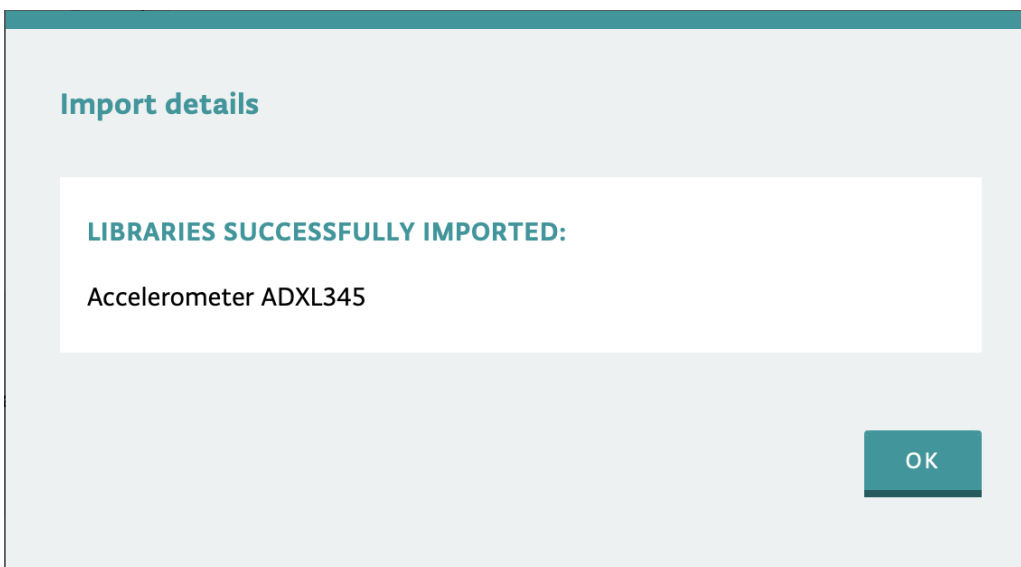 Import details
LIBRARIES SUCCESSFULLY IMPORTED:
Accelerometer ADXL345
OK